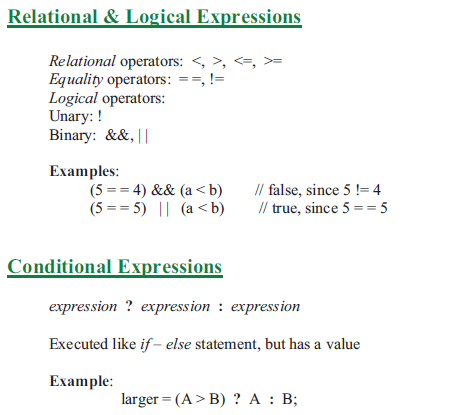 Relational & Logical Expressions
Relational operators: <, >, <=, >=
Equality operators: = =, !=
Logical operators:
Unary: !
Binary: &&, ||
Examples:
(5 = = 4) && (a < b) // false, since 5 != 4
(5 = = 5) || (a < b) // true, since 5 = = 5
Conditional Expressions
expression ? expression : expression
Executed like if – else statement, but has a value
Example:
larger = (A > B) ? A : B;